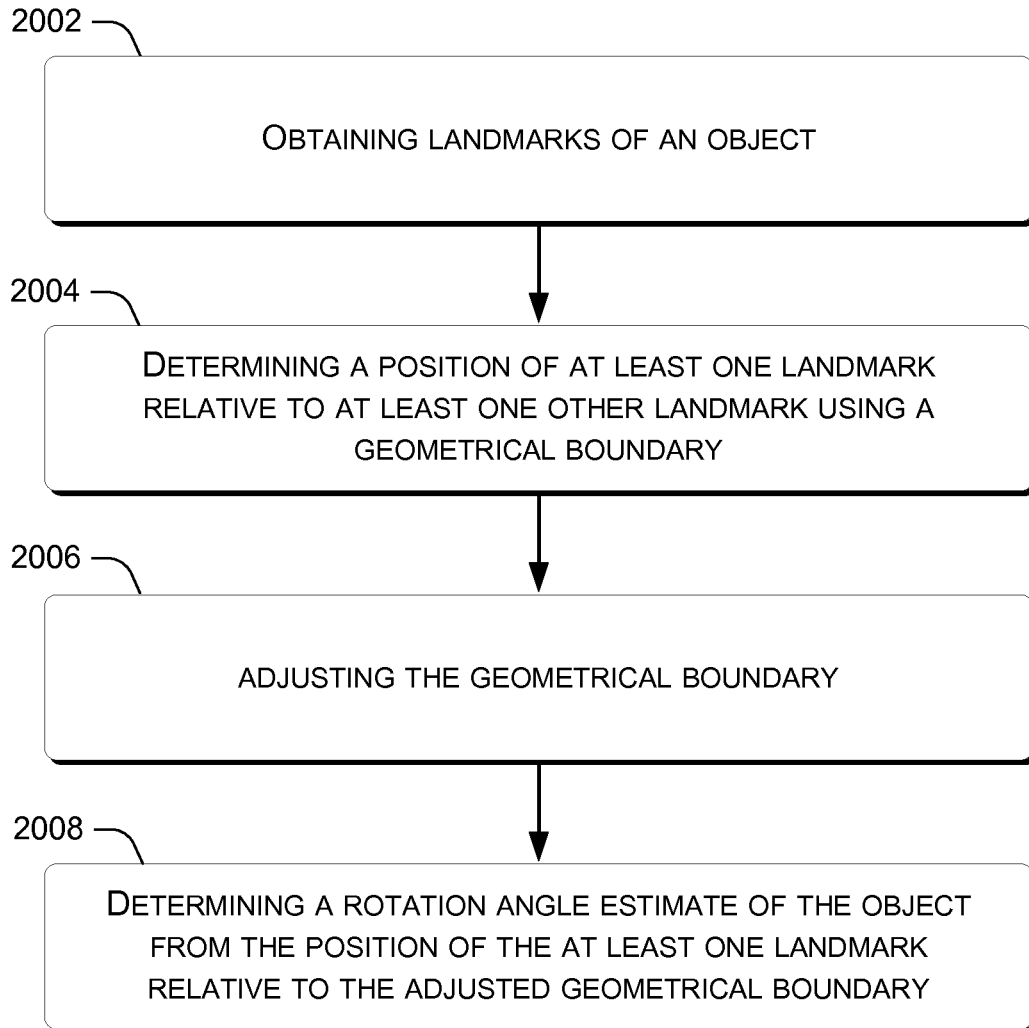 2002
OBTAINING LANDMARKS OF AN OBJECT
2004
DETERMINING A POSITION OF AT LEAST ONE LANDMARK
RELATIVE TO AT LEAST ONE OTHER LANDMARK USING A
GEOMETRICAL BOUNDARY
2006
ADJUSTING THE GEOMETRICAL BOUNDARY
2008
DETERMINING A ROTATION ANGLE ESTIMATE OF THE OBJECT
FROM THE POSITION OF THE AT LEAST ONE LANDMARK
RELATIVE TO THE ADJUSTED GEOMETRICAL BOUNDARY